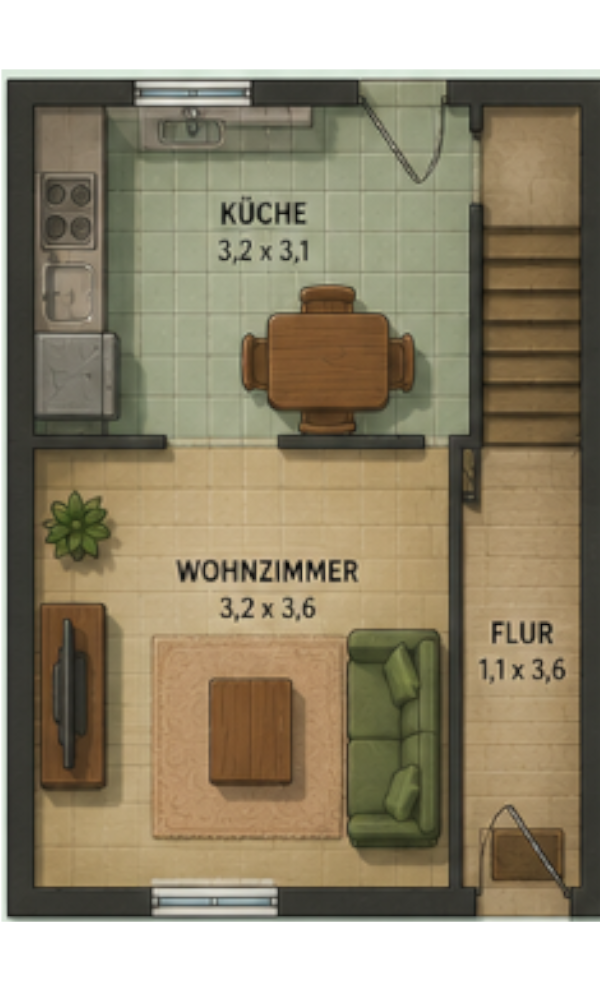 KÜCHE
3,2 x 3,1
WOHNZIMMER
3,2 x 3,6
FLUR
1,1 x 3,6